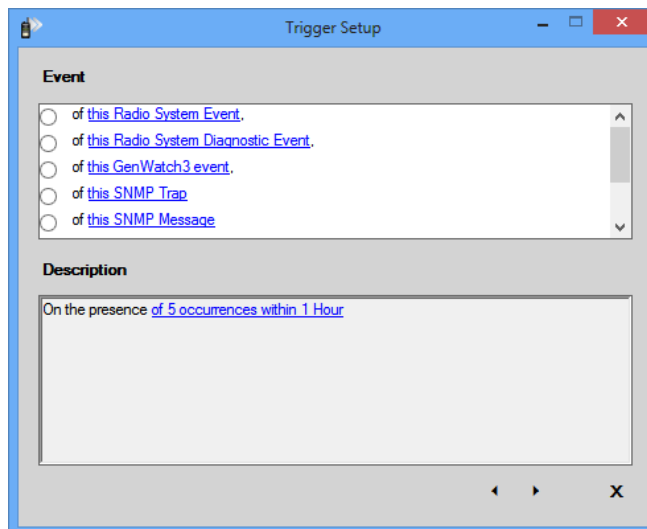 Trigger Setup
Event
of this Radio System Event,
of this Radio System Diagnostic Event,
of this GenWatch3 event,
of this SNMP Trap
of this SNMP Message
Description
On the presence of 5 occurrences within 1 Hour
X